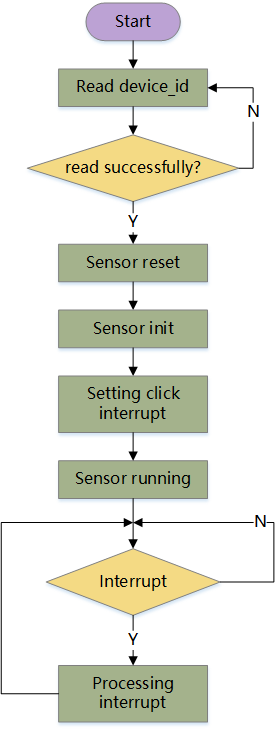 Start
Read device_id
N
read successfully?
Y
Sensor reset
Sensor init
Setting click
interrupt
Sensor running
N
Interrupt
Y
Processing
interrupt